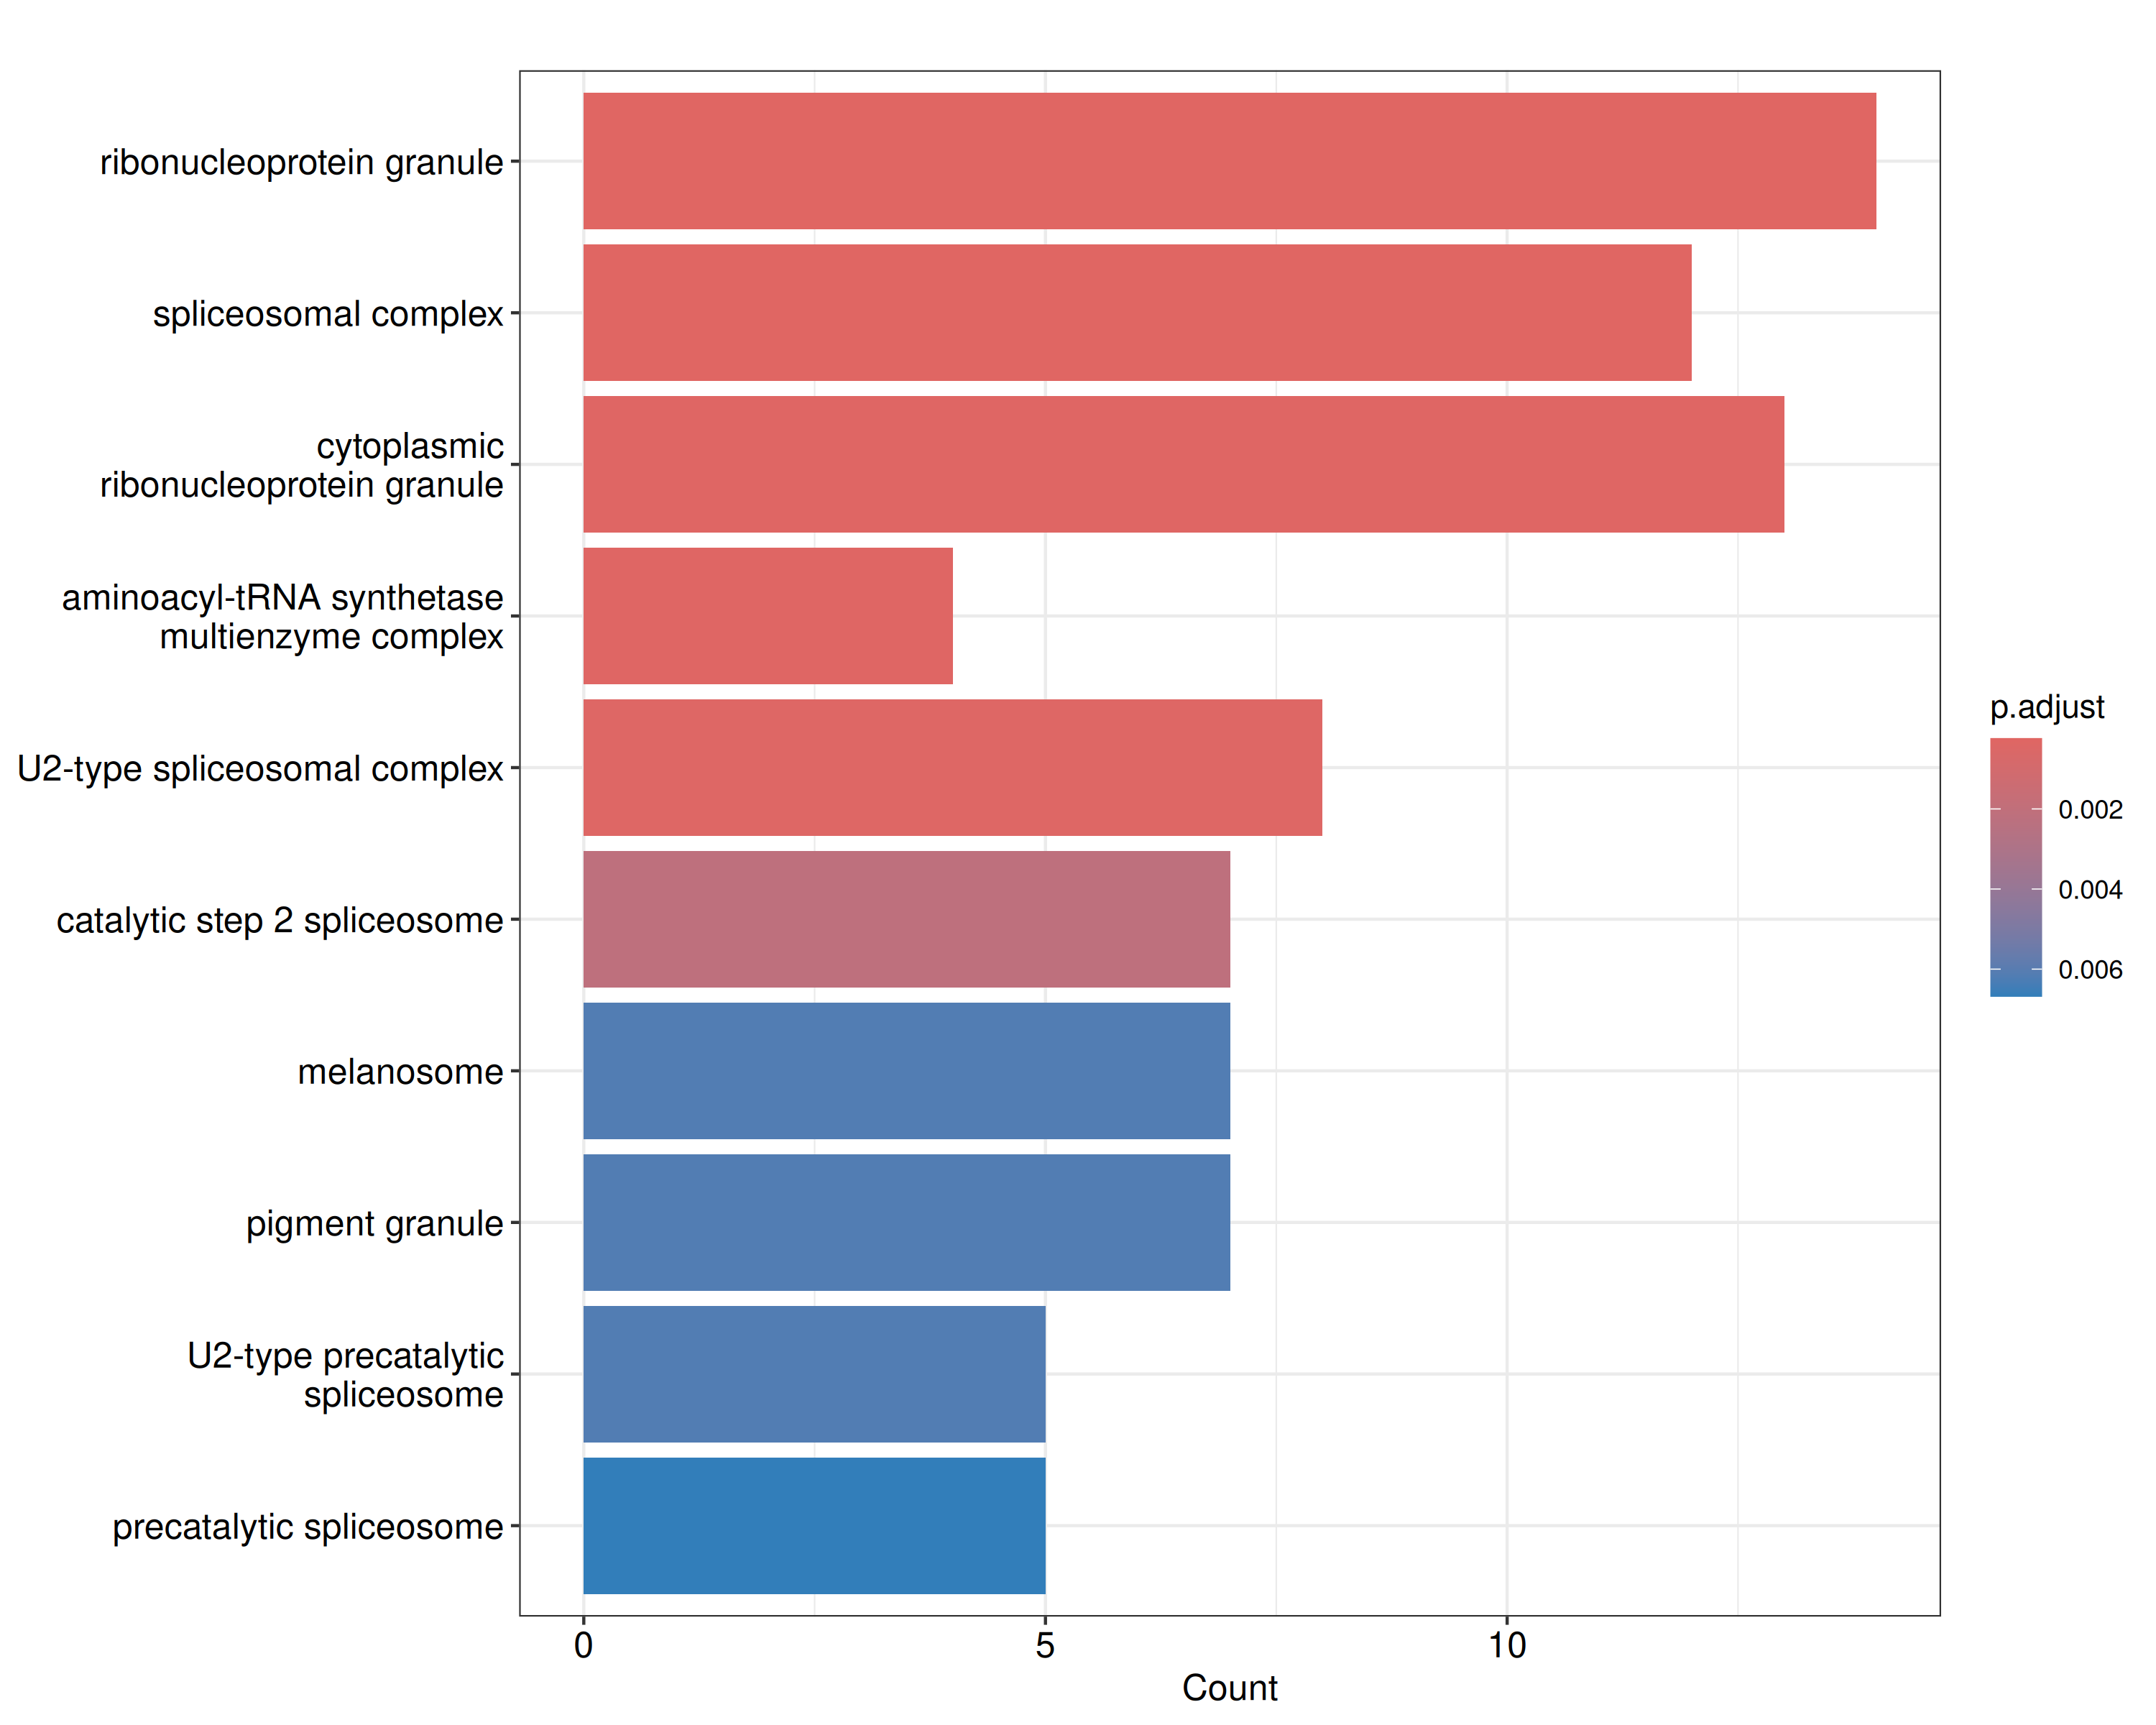 ribonucleoprotein granule
spliceosomal complex
cytoplasmic
ribonucleoprotein granule
aminoacyl-tRNA synthetase
multienzyme complex
U2-type spliceosomal complex
catalytic step 2 spliceosome
melanosome
pigment granule
U2-type precatalytic
spliceosome
precatalytic spliceosome
0 5 10
Count
p.adjust
0.002
0.004
0.006